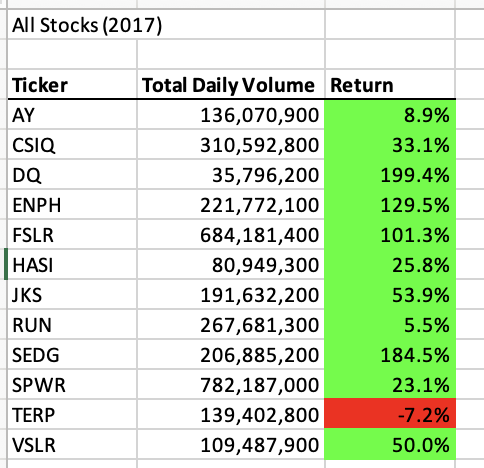 All Stocks (2017)
Ticker Total Daily Volume Return
AY 136,070,900 8.9%
CSIQ 310,592,800 33.1%
DQ 35,796,200 199.4%
ENPH 221,772,100 129.5%
FSLR 684,181,400 101.3%
HASI 80,949,300 25.8%
JKS 191,632,200 53.9%
RUN 267,681,300 5.5%
SEDG 206,885,200 184.5%
SPWR 782,187,000 23.1%
TERP 139,402,800 -7.2%
VSLR 109,487,900 50.0%